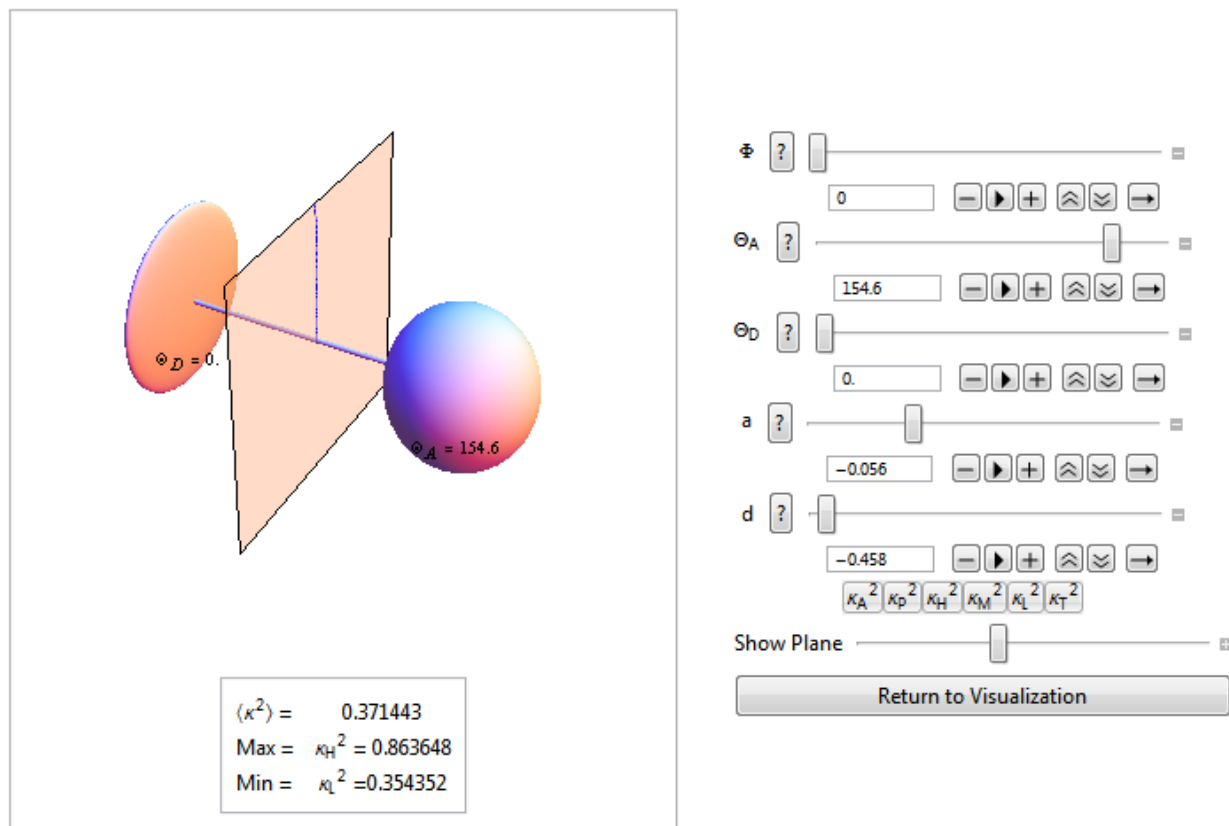 Θ_D = 0.
Θ_A = 154.6
⟨κ²⟩ = 0.371443
Max = κ_H² = 0.863648
Min = κ_L² =0.354352
Φ ?
0
Θ_A ?
154.6
Θ_D ?
0.
a ?
−0.056
d ?
−0.458
κ_A² κ_P² κ_H² κ_M² κ_L² κ_T²
Show Plane
Return to Visualization